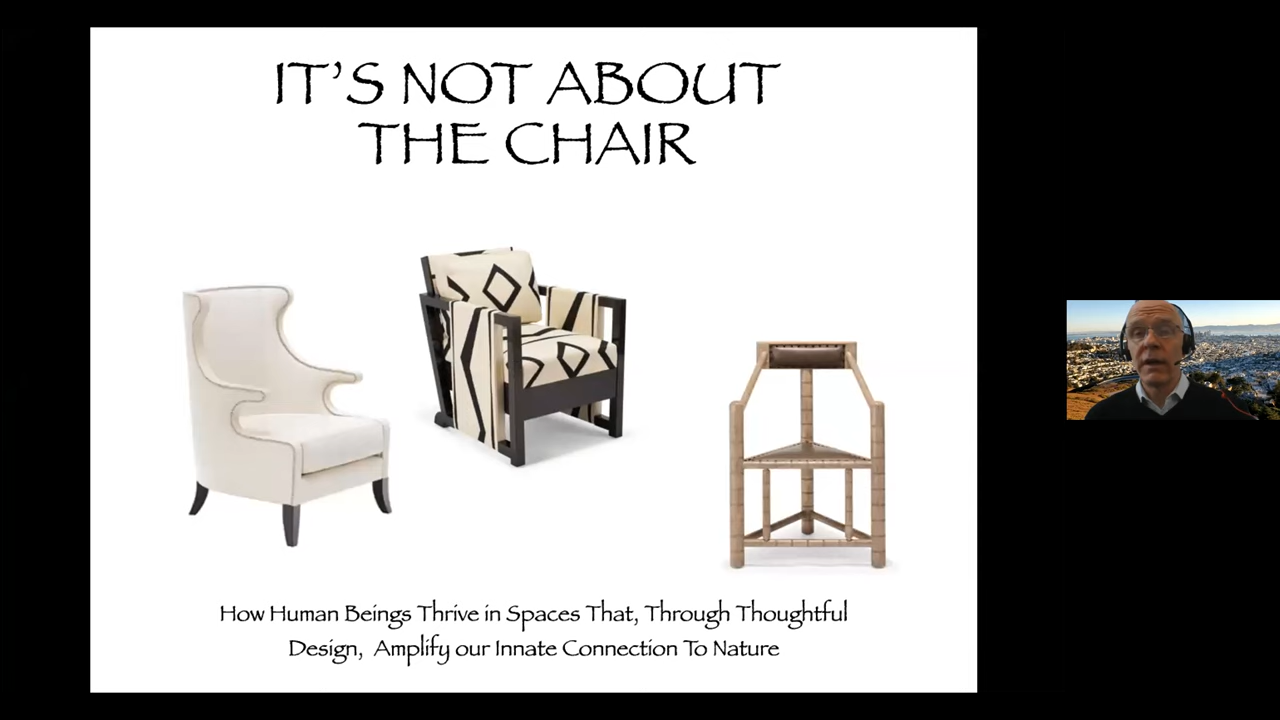 IT'S NOT ABOUT
THE CHAIR
How Human Beings Thrive in Spaces That, Through Thoughtful
Design, Amplify our Innate Connection To Nature